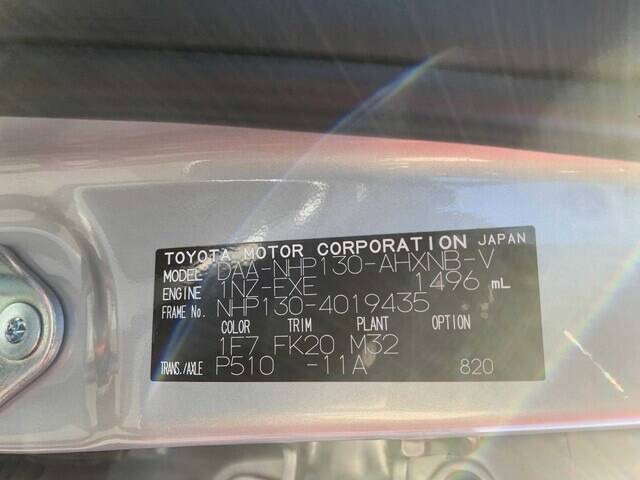 TOYOTA MOTOR CORPORATION JAPAN
MODEL DAA-NHP130-AHXNB-V
ENGINE 1NZ-FXE 1496 mL
FRAME No. NHP130-4019435
COLOR TRIM PLANT OPTION
1F7 FK20 M32
TRANS./AXLE P510 -11A 820